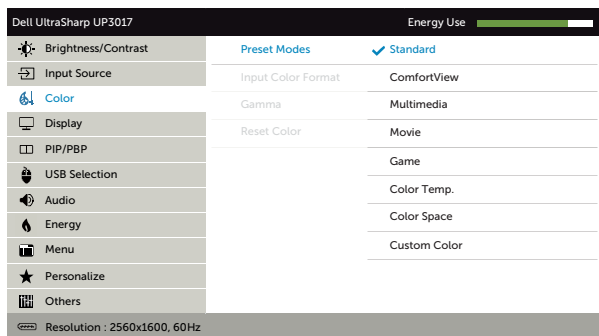 Dell UltraSharp UP3017 Energy Use
Brightness/Contrast Preset Modes Standard
Input Source Input Color Format ComfortView
Color Gamma Multimedia
Display Reset Color Movie
PIP/PBP Game
USB Selection Color Temp.
Audio Color Space
Energy Custom Color
Menu
Personalize
Others
Resolution : 2560x1600, 60Hz